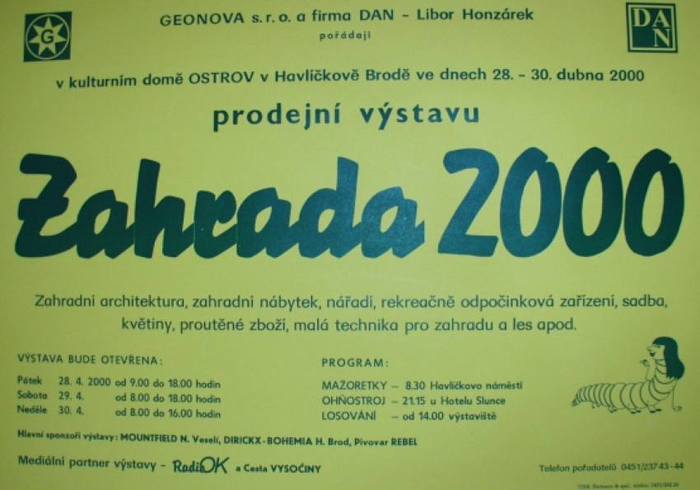 G
DAN
GEONOVA s. r. o. a firma DAN – Libor Honzárek
pořádají
v kulturním domě OSTROV v Havlíčkově Brodě ve dnech 28. – 30. dubna 2000
prodejní výstavu
Zahrada 2000
Zahradní architektura, zahradní nábytek, nářadí, rekreačně odpočinková zařízení, sadba,
květiny, proutěné zboží, malá technika pro zahradu a les apod.
VÝSTAVA BUDE OTEVŘENA:
Pátek 28. 4. 2000 od 9.00 do 18.00 hodin
Sobota 29. 4. od 8.00 do 18.00 hodin
Neděle 30. 4. od 8.00 do 16.00 hodin
PROGRAM:
MAŽORETKY – 8.30 Havlíčkovo náměstí
OHŇOSTROJ – 21.15 u Hotelu Slunce
LOSOVÁNÍ – od 14.00 výstaviště
Hlavní sponzoři výstavy: MOUNTFIELD N. Veselí, DIRICKX-BOHEMIA H. Brod, Pivovar REBEL
Mediální partner výstavy – Radio OK a Cesta VYSOČINY
Telefon pořadatelů 0451/23743-44